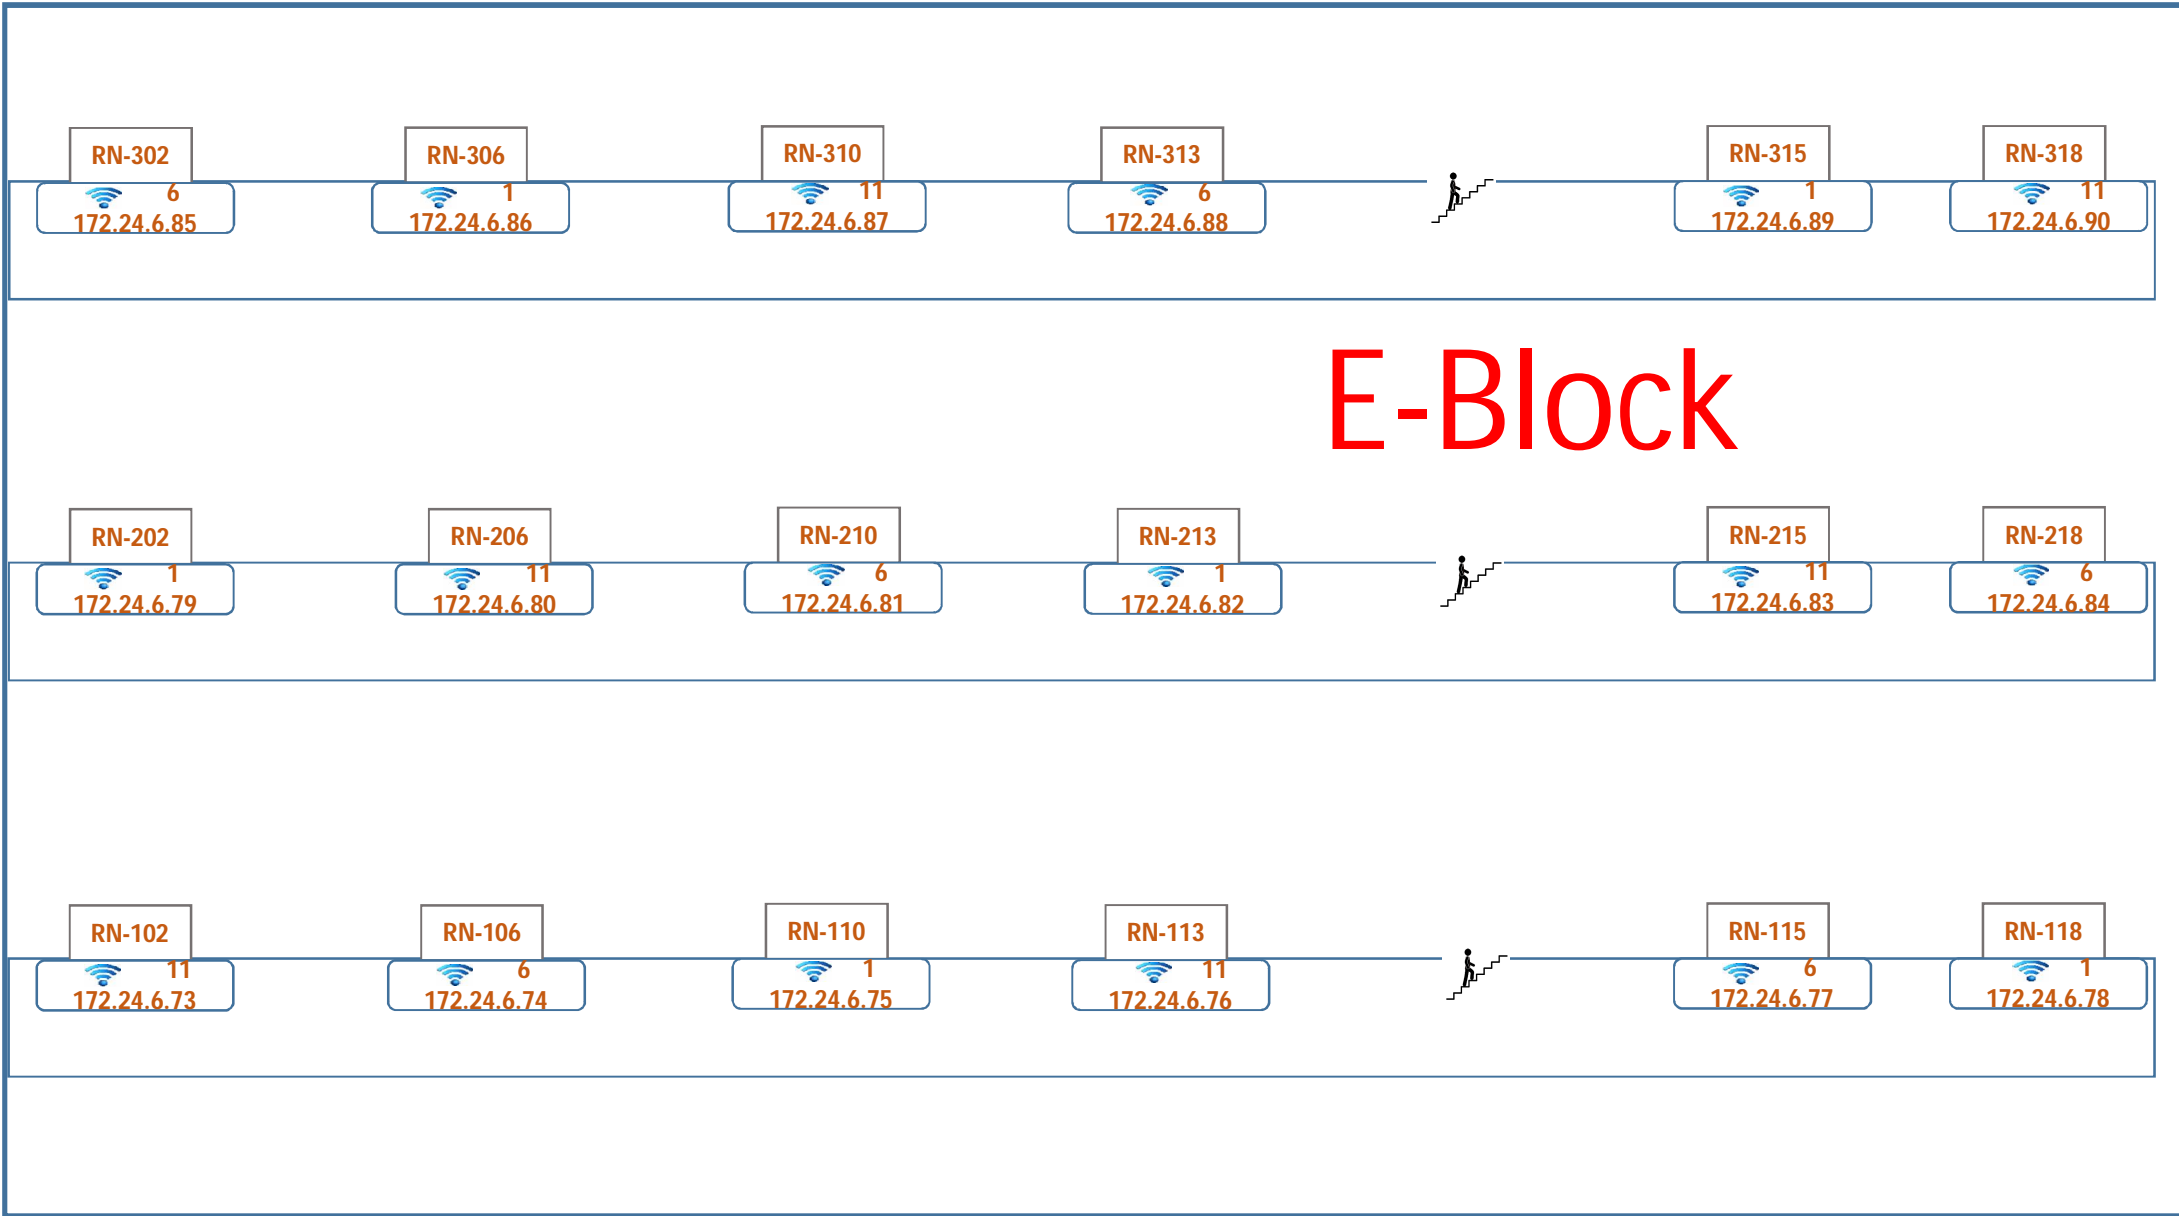 RN-302 RN-306 RN-310 RN-313 RN-315 RN-318
6 1 11 6 1 11
172.24.6.85 172.24.6.86 172.24.6.87 172.24.6.88 172.24.6.89 172.24.6.90
E-Block
RN-202 RN-206 RN-210 RN-213 RN-215 RN-218
1 11 6 1 11 6
172.24.6.79 172.24.6.80 172.24.6.81 172.24.6.82 172.24.6.83 172.24.6.84
RN-102 RN-106 RN-110 RN-113 RN-115 RN-118
11 6 1 11 6 1
172.24.6.73 172.24.6.74 172.24.6.75 172.24.6.76 172.24.6.77 172.24.6.78